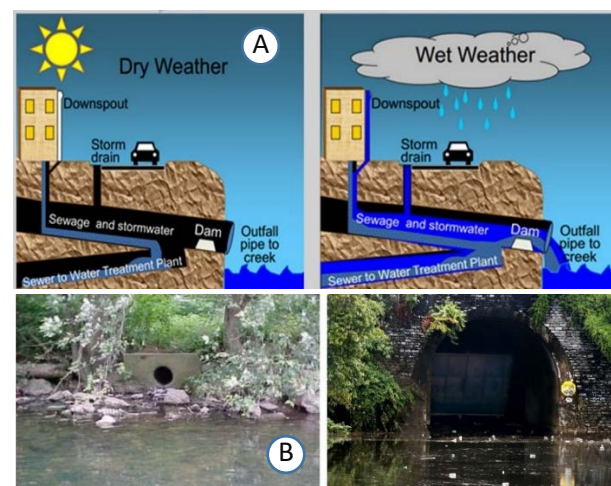 A
Dry Weather
Downspout
Storm
drain
Sewage and stormwater
Dam
Outfall
pipe to
creek
Sewer to Water Treatment Plant
Wet Weather
Downspout
Storm
drain
Sewage and stormwater
Dam
Outfall
pipe to
creek
Sewer to Water Treatment Plant
B